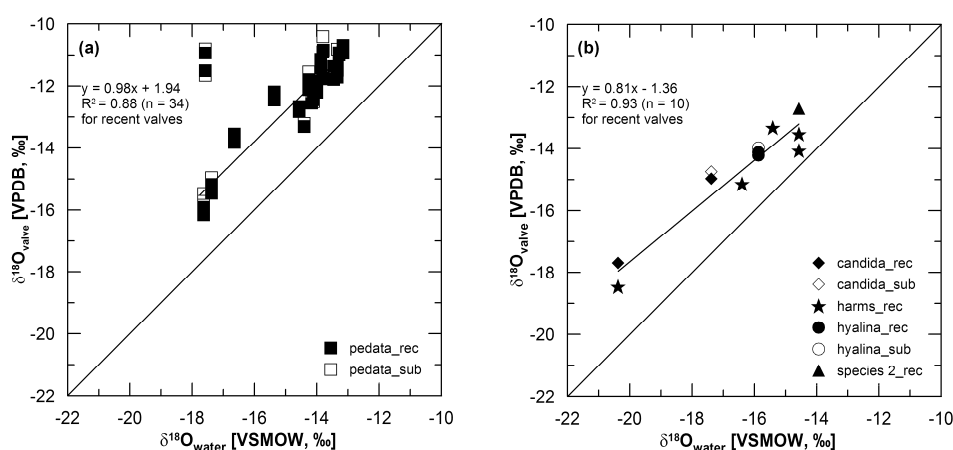 (a)
y = 0.98x + 1.94
R² = 0.88 (n = 34)
for recent valves
-10
-12
-14
-16
-18
-20
-22
δ¹⁸Ovalve [VPDB, ‰]
pedata_rec
pedata_sub
-22 -20 -18 -16 -14 -12 -10
δ¹⁸Owater [VSMOW, ‰]
(b)
y = 0.81x - 1.36
R² = 0.93 (n = 10)
for recent valves
-10
-12
-14
-16
-18
-20
-22
δ¹⁸Ovalve [VPDB, ‰]
candida_rec
candida_sub
harms_rec
hyalina_rec
hyalina_sub
species 2_rec
-22 -20 -18 -16 -14 -12 -10
δ¹⁸Owater [VSMOW, ‰]